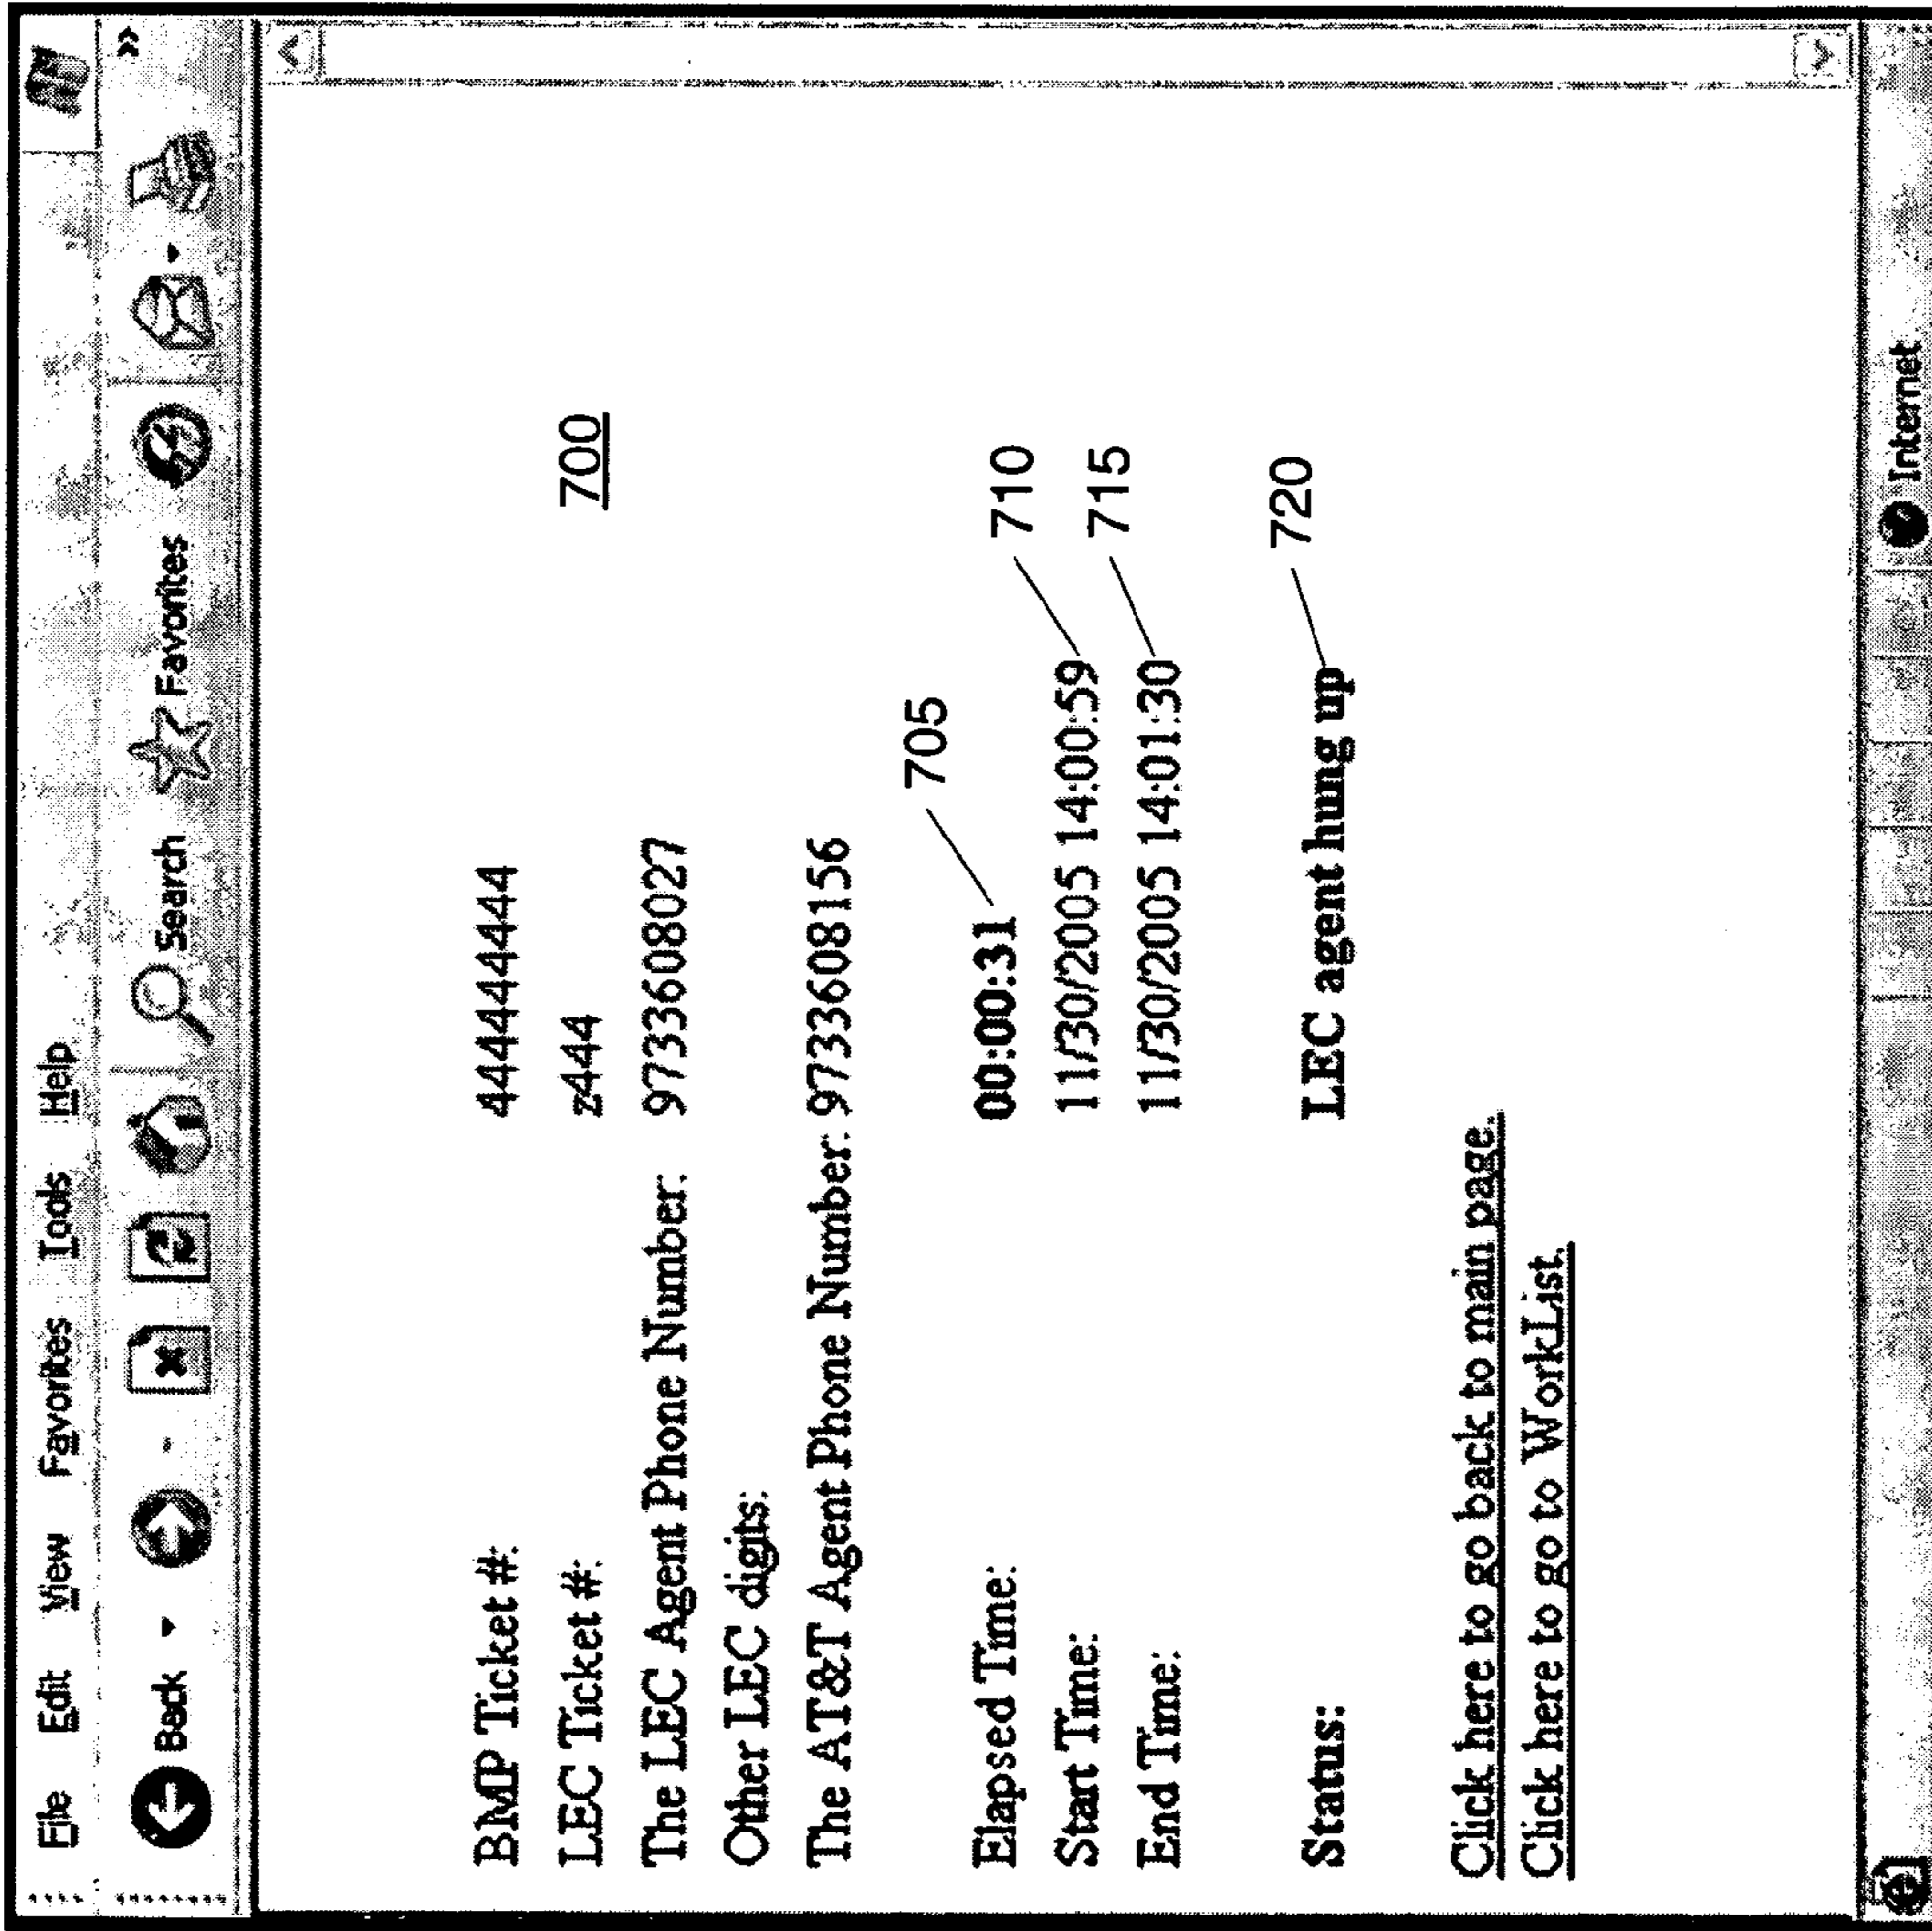 File Edit View Favorites Tools Help
Back Search Favorites
700
BMP Ticket #: 444444444
LEC Ticket #: z444
The LEC Agent Phone Number: 9733608027
Other LEC digits:
The AT&T Agent Phone Number: 9733608156
705
Elapsed Time: 00:00:31
710
Start Time: 11/30/2005 14:00:59
715
End Time: 11/30/2005 14:01:30
720
Status: LEC agent hung up
Click here to go back to main page.
Click here to go to WorkList.
Internet